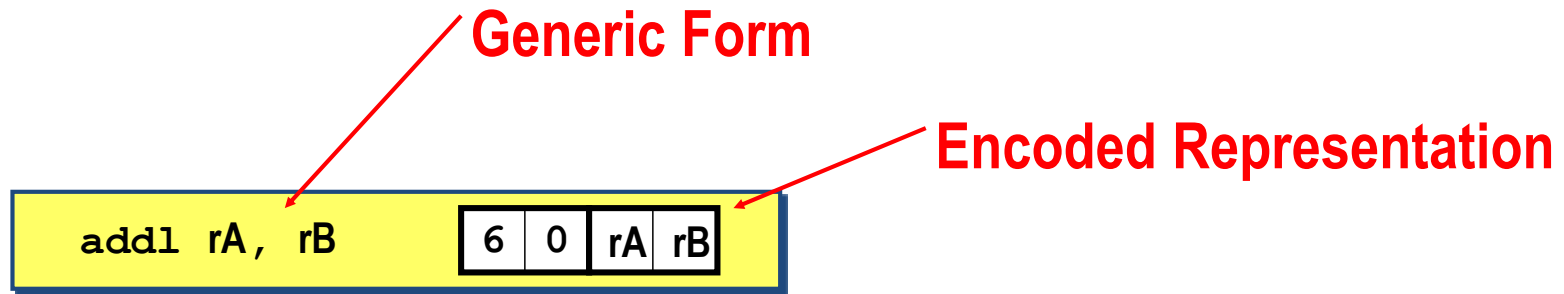 Generic Form
Encoded Representation
addl rA, rB 6 0 rA rB